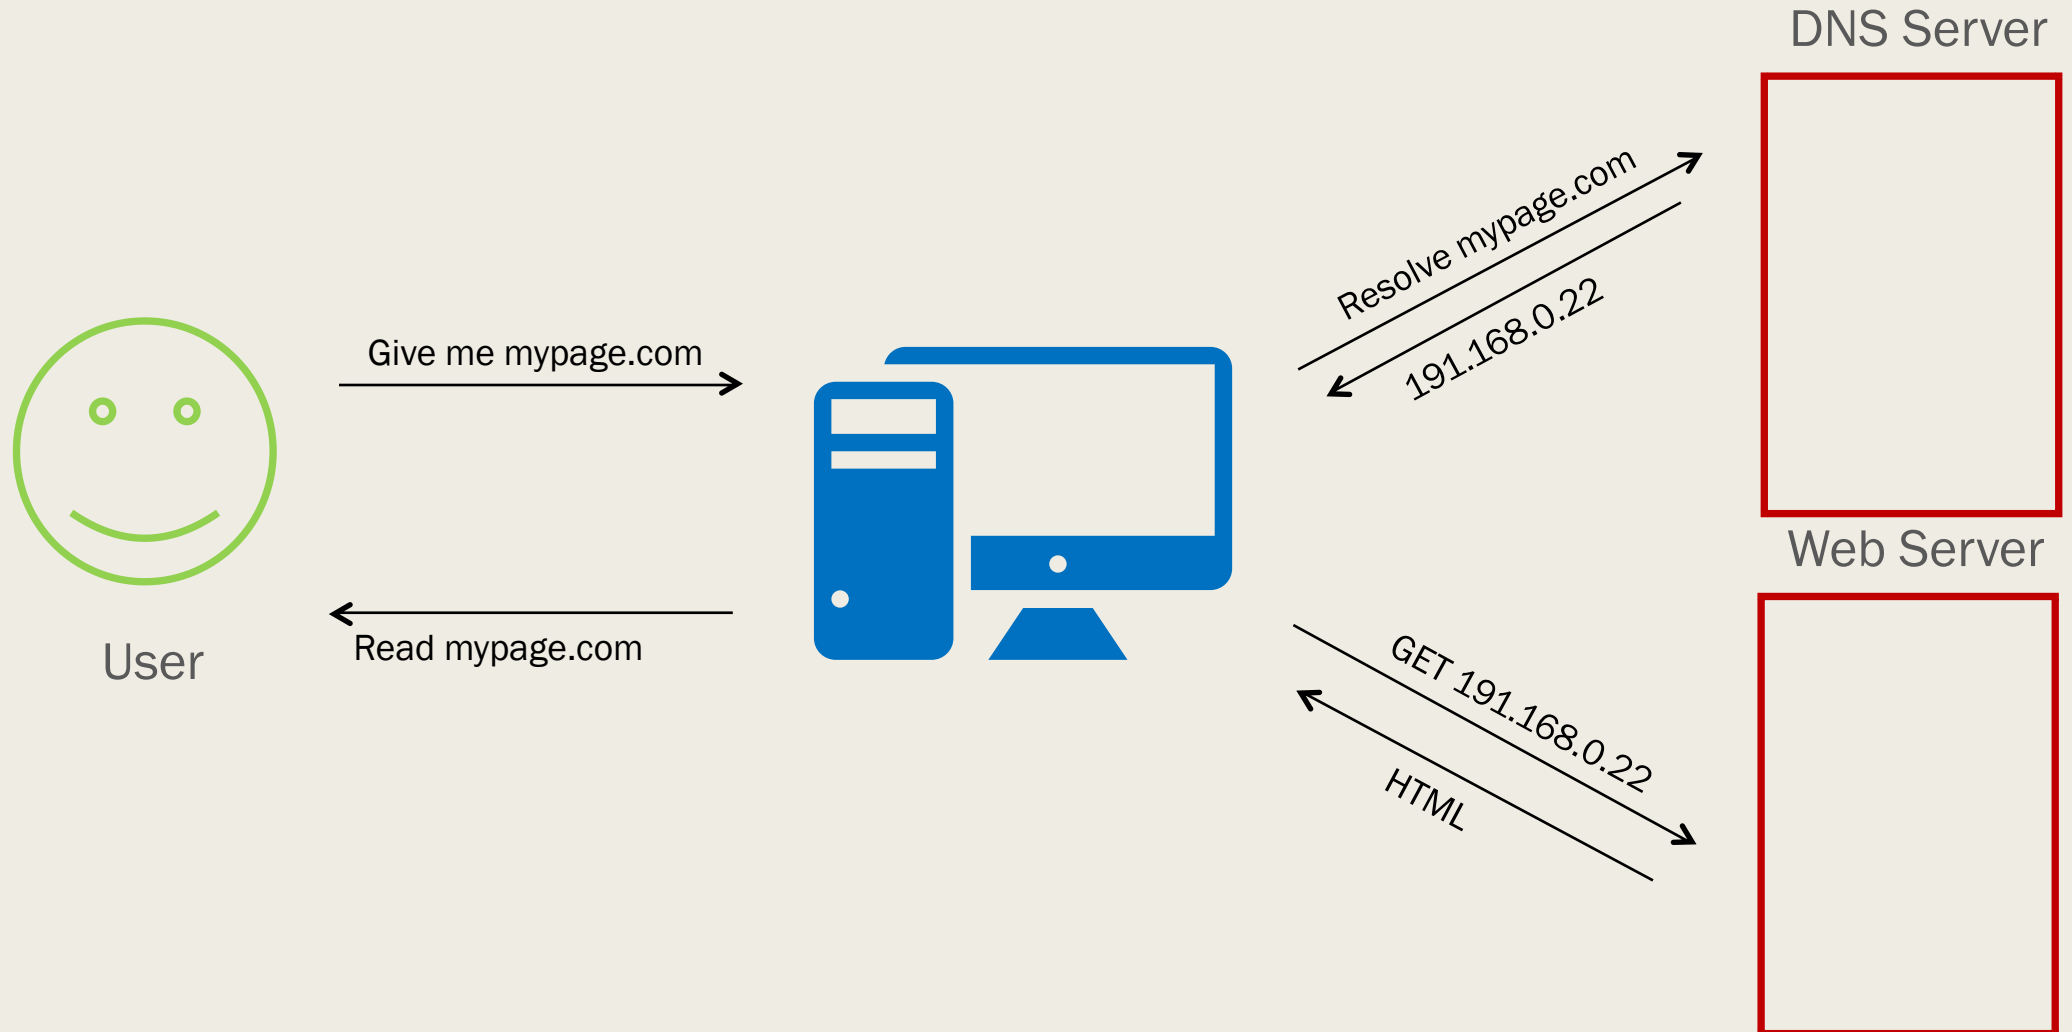 DNS Server
Resolve mypage.com
191.168.0.22
Give me mypage.com
Read mypage.com
User
Web Server
GET 191.168.0.22
HTML